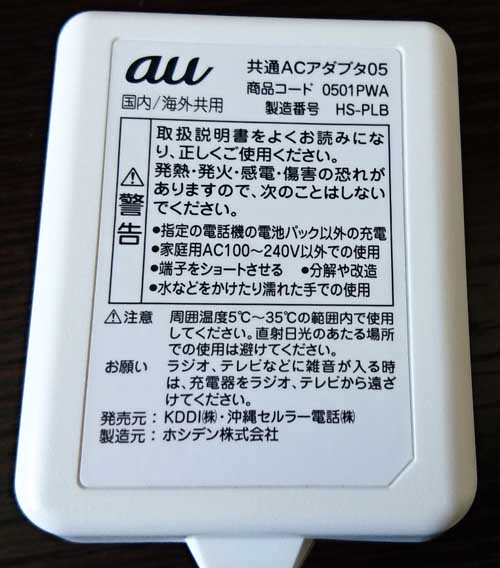 au 共通ACアダプタ05
商品コード 0501PWA
国内/海外共用 製造番号 HS-PLB
取扱説明書をよくお読みにな
り、正しくご使用ください。
発熱・発火・感電・傷害の恐れが
ありますので、次のことはしない
でください。
⚠警告
•指定の電話機の電池パック以外の充電
•家庭用AC100～240V以外での使用
•端子をショートさせる •分解や改造
•水などをかけたり濡れた手での使用
⚠注意 周囲温度5℃～35℃の範囲内で使用
してください。直射日光のあたる場所
での使用は避けてください。
お願い ラジオ、テレビなどに雑音が入る時
は、充電器をラジオ、テレビから遠ざ
けてください。
発売元：KDDI㈱・沖縄セルラー電話㈱
製造元：ホシデン株式会社